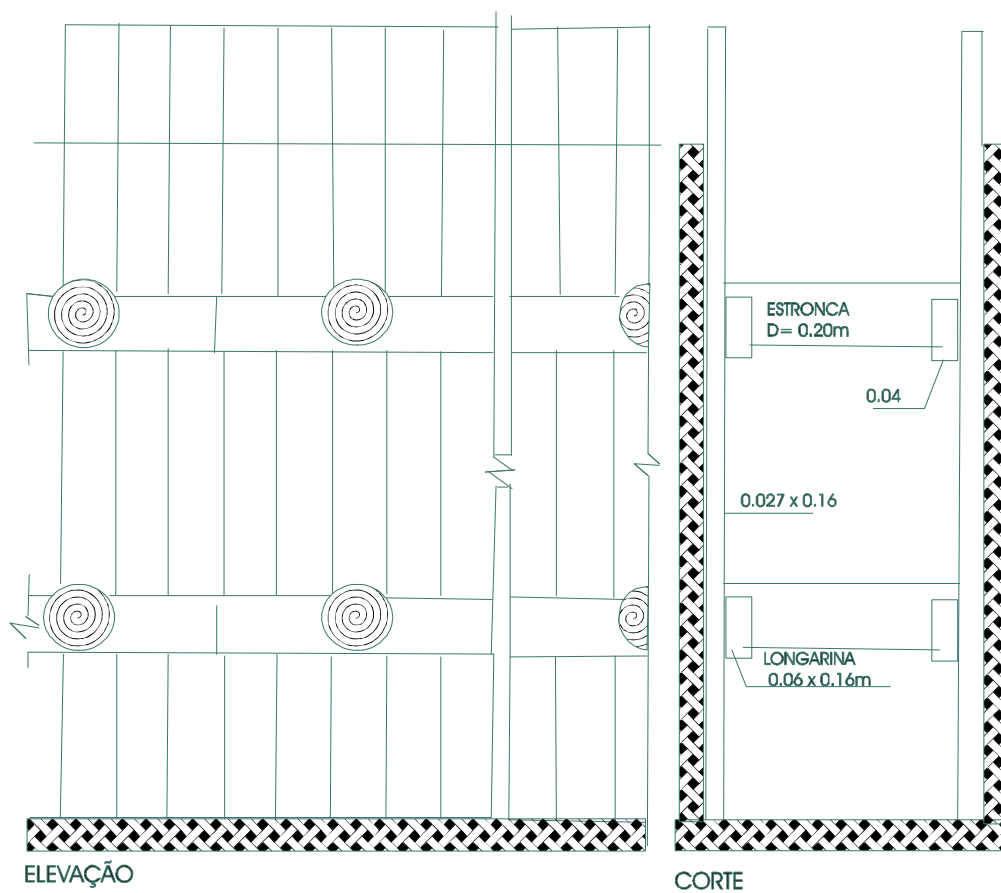 ESTRONCA
D= 0.20m
0.04
0.027 x 0.16
LONGARINA
0.06 x 0.16m
ELEVAÇÃO
CORTE